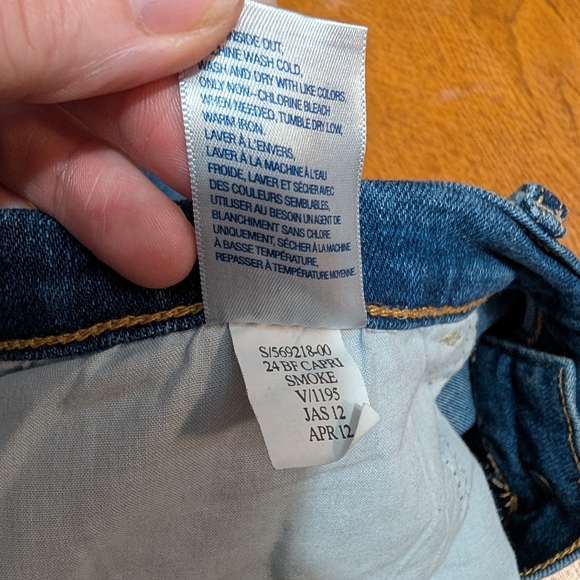 INSIDE OUT,
MACHINE WASH COLD,
WASH AND DRY WITH LIKE COLORS,
ONLY NON-CHLORINE BLEACH
WHEN NEEDED, TUMBLE DRY LOW,
WARM IRON.
LAVER À L'ENVERS,
LAVER À LA MACHINE À L'EAU
FROIDE, LAVER ET SÉCHER AVEC
DES COULEURS SEMBLABLES,
UTILISER AU BESOIN UN AGENT DE
BLANCHIMENT SANS CHLORE
UNIQUEMENT, SÉCHER À LA MACHINE
À BASSE TEMPÉRATURE,
REPASSER À TEMPÉRATURE MOYENNE.
S/569218-00
24 BF CAPRI
SMOKE
V/1195
JAS 12
APR 12